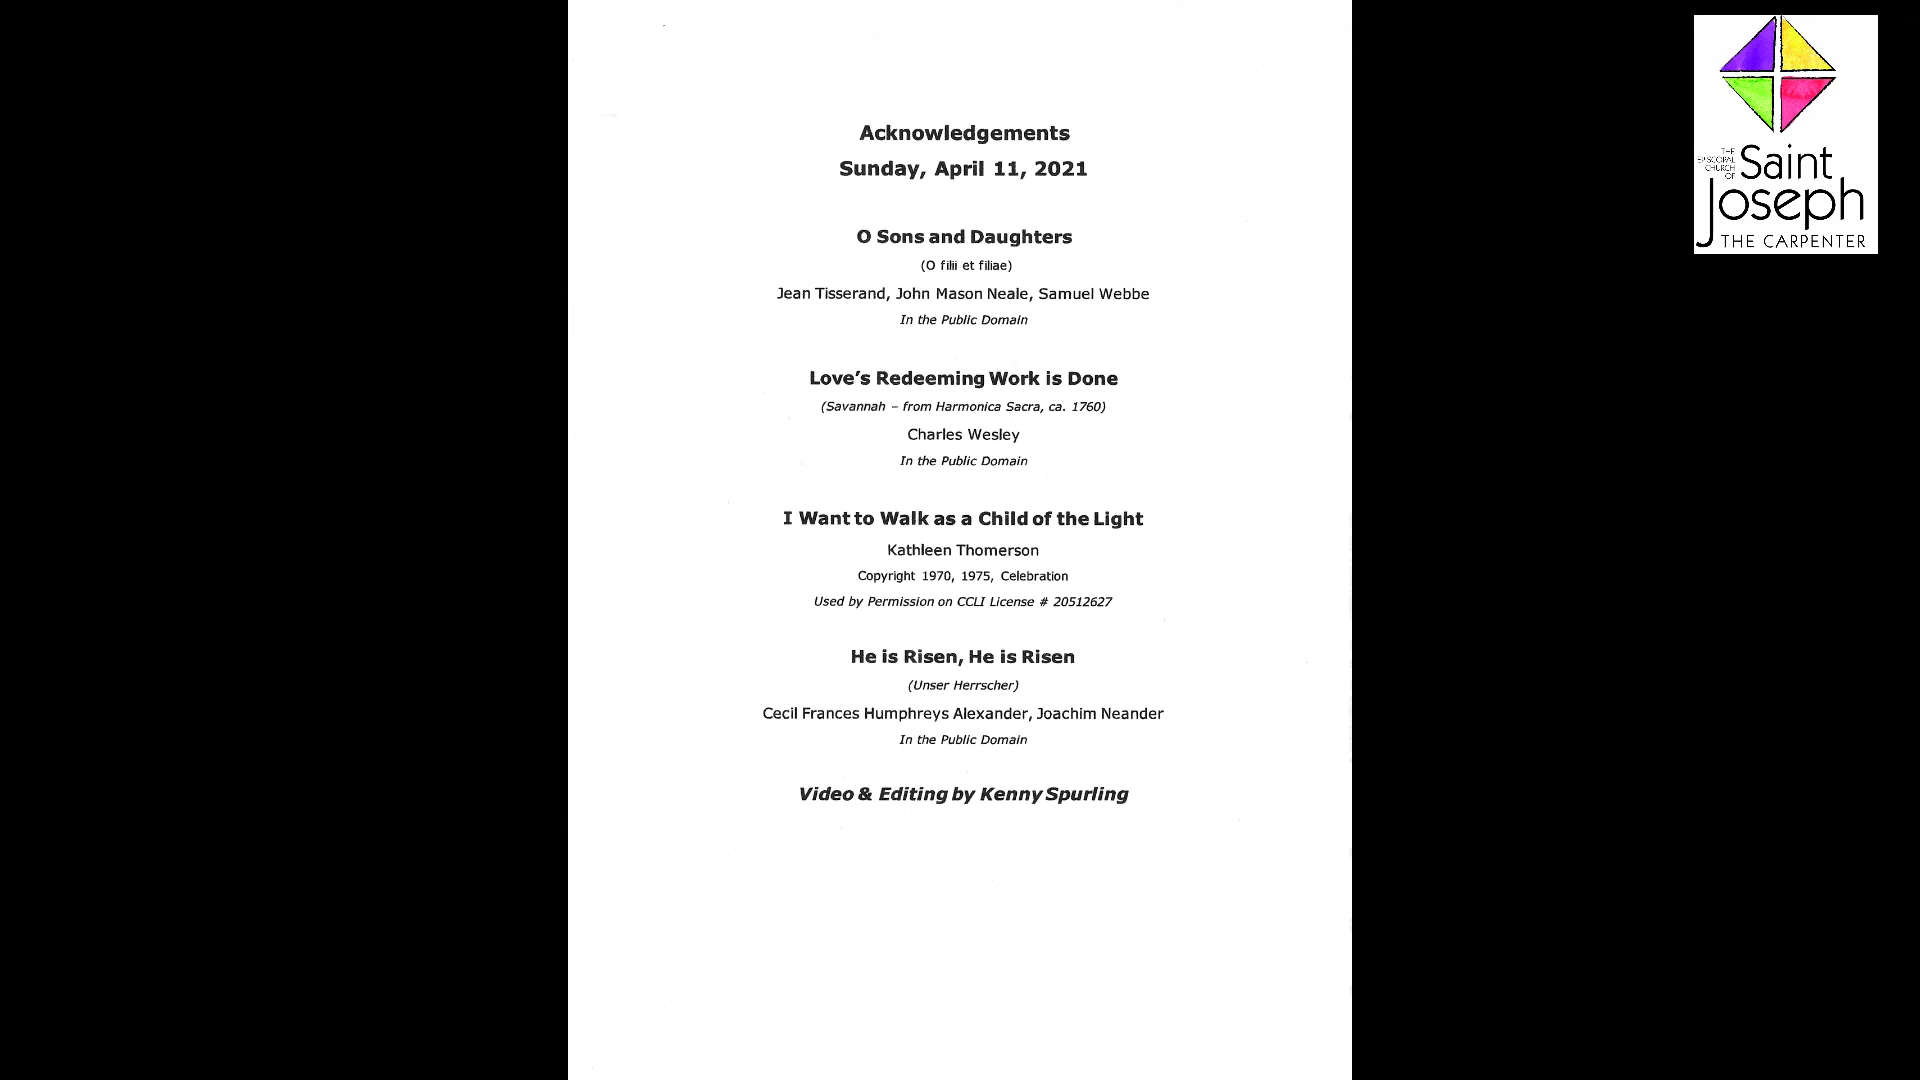 Acknowledgements
Sunday, April 11, 2021
O Sons and Daughters
(O filii et filiae)
Jean Tisserand, John Mason Neale, Samuel Webbe
In the Public Domain
Love's Redeeming Work is Done
(Savannah – from Harmonica Sacra, ca. 1760)
Charles Wesley
In the Public Domain
I Want to Walk as a Child of the Light
Kathleen Thomerson
Copyright 1970, 1975, Celebration
Used by Permission on CCLI License # 20512627
He is Risen, He is Risen
(Unser Herrscher)
Cecil Frances Humphreys Alexander, Joachim Neander
In the Public Domain
Video & Editing by Kenny Spurling
THE
EPISCOPAL
CHURCH
OF
Saint
Joseph
THE CARPENTER